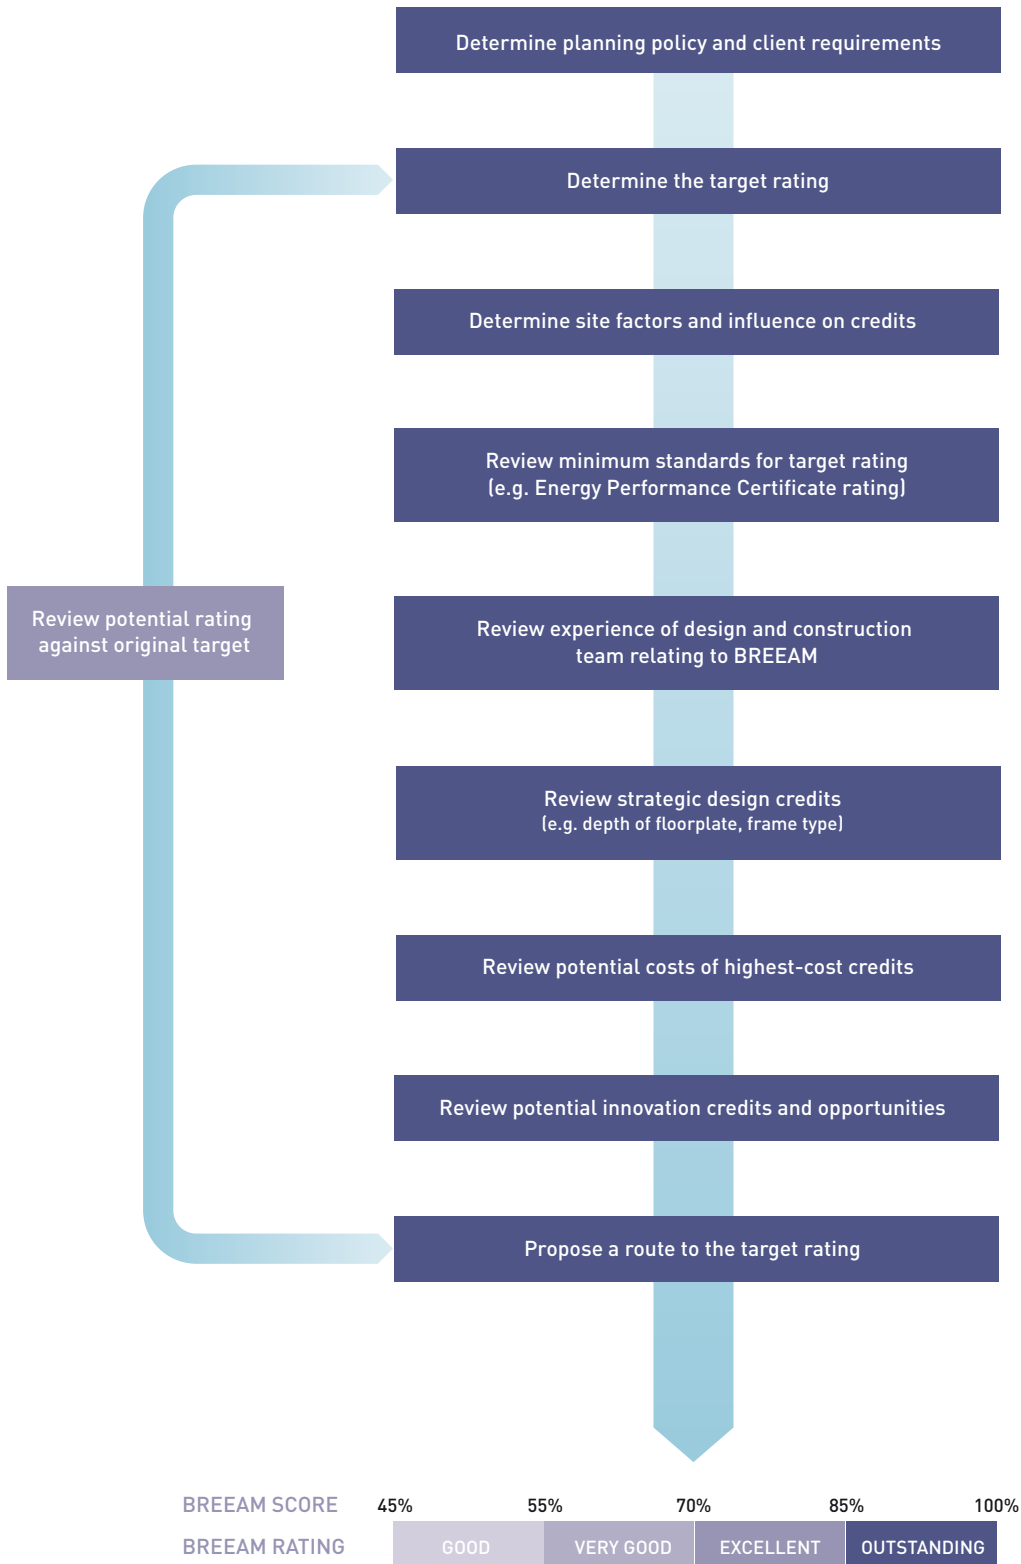 Determine planning policy and client requirements
Determine the target rating
Determine site factors and influence on credits
Review minimum standards for target rating
(e.g. Energy Performance Certificate rating)
Review potential rating
against original target
Review experience of design and construction
team relating to BREEAM
Review strategic design credits
(e.g. depth of floorplate, frame type)
Review potential costs of highest-cost credits
Review potential innovation credits and opportunities
Propose a route to the target rating
BREEAM SCORE 45% 55% 70% 85% 100%
BREEAM RATING GOOD VERY GOOD EXCELLENT OUTSTANDING